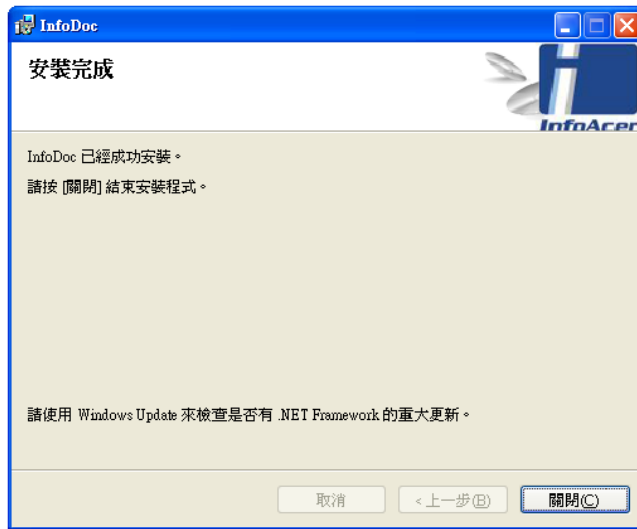 InfoDoc
安裝完成
InfoAcer
InfoDoc 已經成功安裝。
請按 [關閉] 結束安裝程式。
請使用 Windows Update 來檢查是否有 .NET Framework 的重大更新。
取消
<上一步(B)
關閉(C)